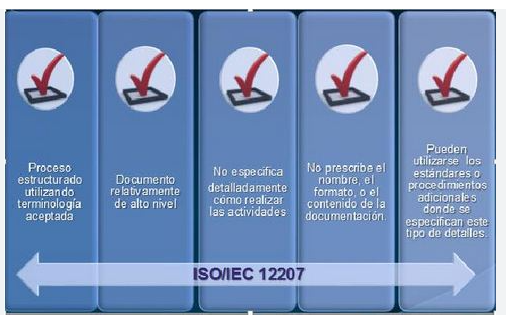 Proceso
estructurado
utilizando
terminología
aceptada
Documento
relativamente
de alto nivel
No especifica
detalladamente
cómo realizar
las actividades
No prescribe el
nombre, el
formato, o el
contenido de la
documentación.
Pueden
utilizarse los
estándares o
procedimientos
adicionales
donde se
especifican este
tipo de detalles.
ISO/IEC 12207